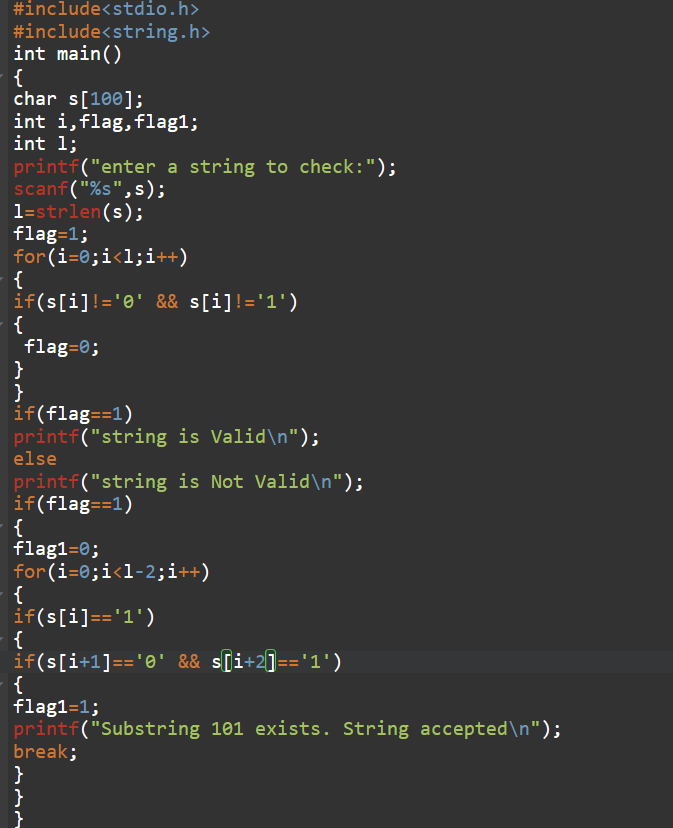 #include<stdio.h>
#include<string.h>
int main()
{
char s[100];
int i,flag,flag1;
int l;
printf("enter a string to check:");
scanf("%s",s);
l=strlen(s);
flag=1;
for(i=0;i<l;i++)
{
if(s[i]!='0' && s[i]!='1')
{
 flag=0;
}
}
if(flag==1)
printf("string is Valid\n");
else
printf("string is Not Valid\n");
if(flag==1)
{
flag1=0;
for(i=0;i<l-2;i++)
{
if(s[i]=='1')
{
if(s[i+1]=='0' && s[i+2]=='1')
{
flag1=1;
printf("Substring 101 exists. String accepted\n");
break;
}
}
}